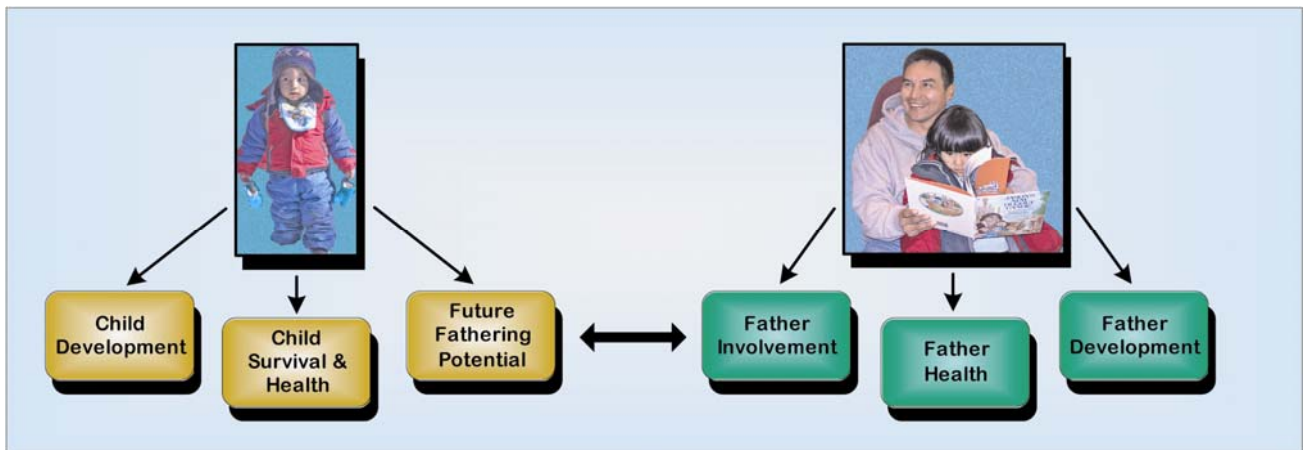 Child
Development
Child
Survival &
Health
Future
Fathering
Potential
Father
Involvement
Father
Health
Father
Development